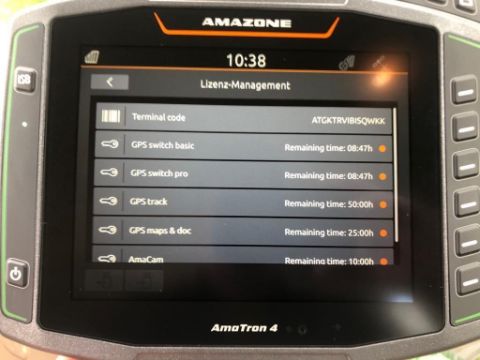 AMAZONE
10:38
Lizenz-Management
Terminal code ATGKTRVIBISQWKK
GPS switch basic Remaining time: 08:47h
GPS switch pro Remaining time: 08:47h
GPS track Remaining time: 50:00h
GPS maps & doc Remaining time: 25:00h
AmaCam Remaining time: 10:00h
AmaTron 4